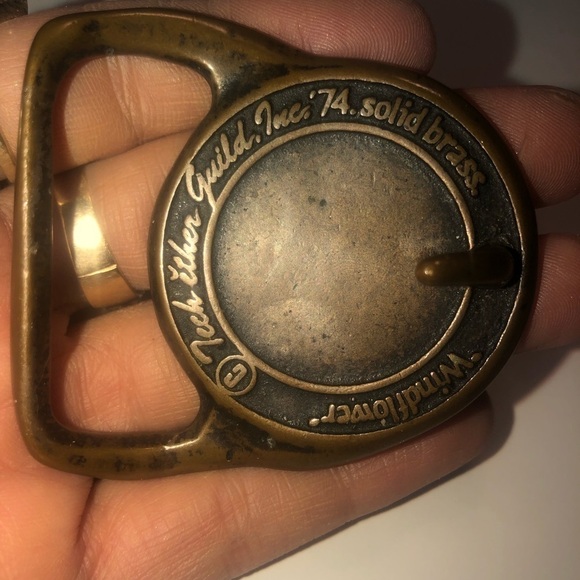 © Tech Ether Guild, Inc. '74. solid brass.
"Windflower"